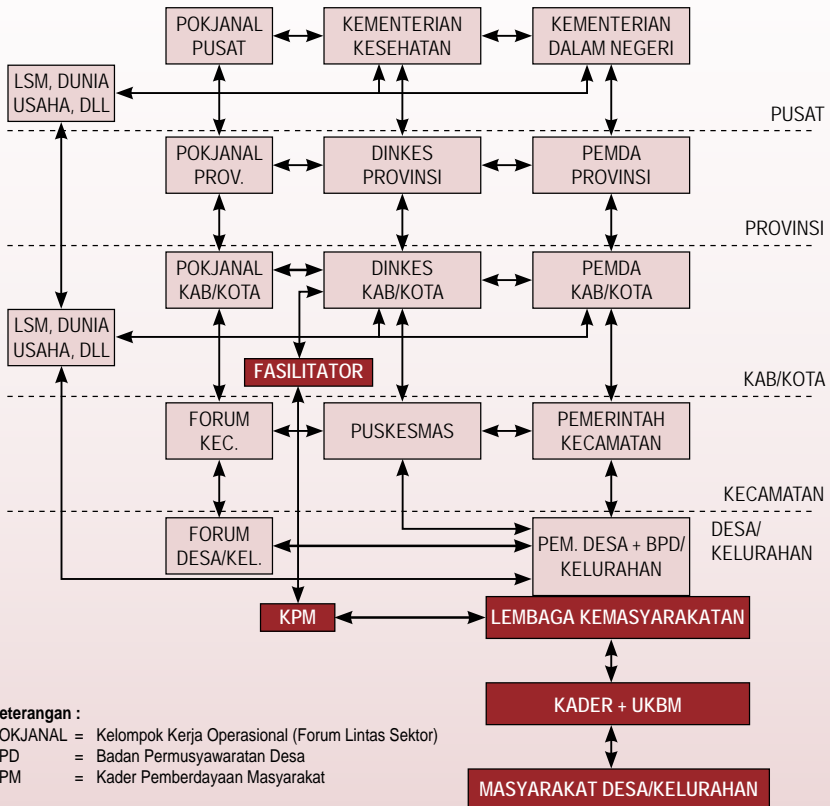 POKJANAL
PUSAT
KEMENTERIAN
KESEHATAN
KEMENTERIAN
DALAM NEGERI
LSM, DUNIA
USAHA, DLL
PUSAT
POKJANAL
PROV.
DINKES
PROVINSI
PEMDA
PROVINSI
PROVINSI
POKJANAL
KAB/KOTA
DINKES
KAB/KOTA
PEMDA
KAB/KOTA
LSM, DUNIA
USAHA, DLL
FASILITATOR
KAB/KOTA
FORUM
KEC.
PUSKESMAS
PEMERINTAH
KECAMATAN
KECAMATAN
FORUM
DESA/KEL.
PEM. DESA + BPD/
KELURAHAN
DESA/
KELURAHAN
KPM
LEMBAGA KEMASYARAKATAN
KADER + UKBM
MASYARAKAT DESA/KELURAHAN
eterangan :
OKJANAL = Kelompok Kerja Operasional (Forum Lintas Sektor)
PD = Badan Permusyawaratan Desa
PM = Kader Pemberdayaan Masyarakat